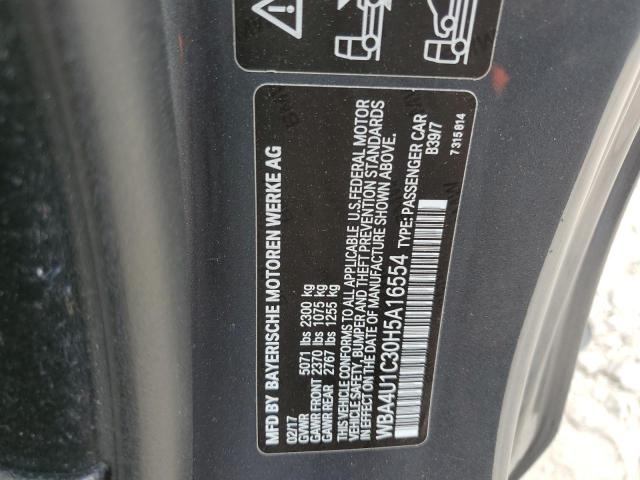 MFD BY BAYERISCHE MOTOREN WERKE AG
02/17
GVWR 5071 lbs 2300 kg
GAWR FRONT 2370 lbs 1075 kg
GAWR REAR 2767 lbs 1255 kg
THIS VEHICLE CONFORMS TO ALL APPLICABLE U.S. FEDERAL MOTOR
VEHICLE SAFETY, BUMPER, AND THEFT PREVENTION STANDARDS
IN EFFECT ON THE DATE OF MANUFACTURE SHOWN ABOVE.
WBA4U1C30H5A16554 TYPE: PASSENGER CAR
B39/7
7 315 814